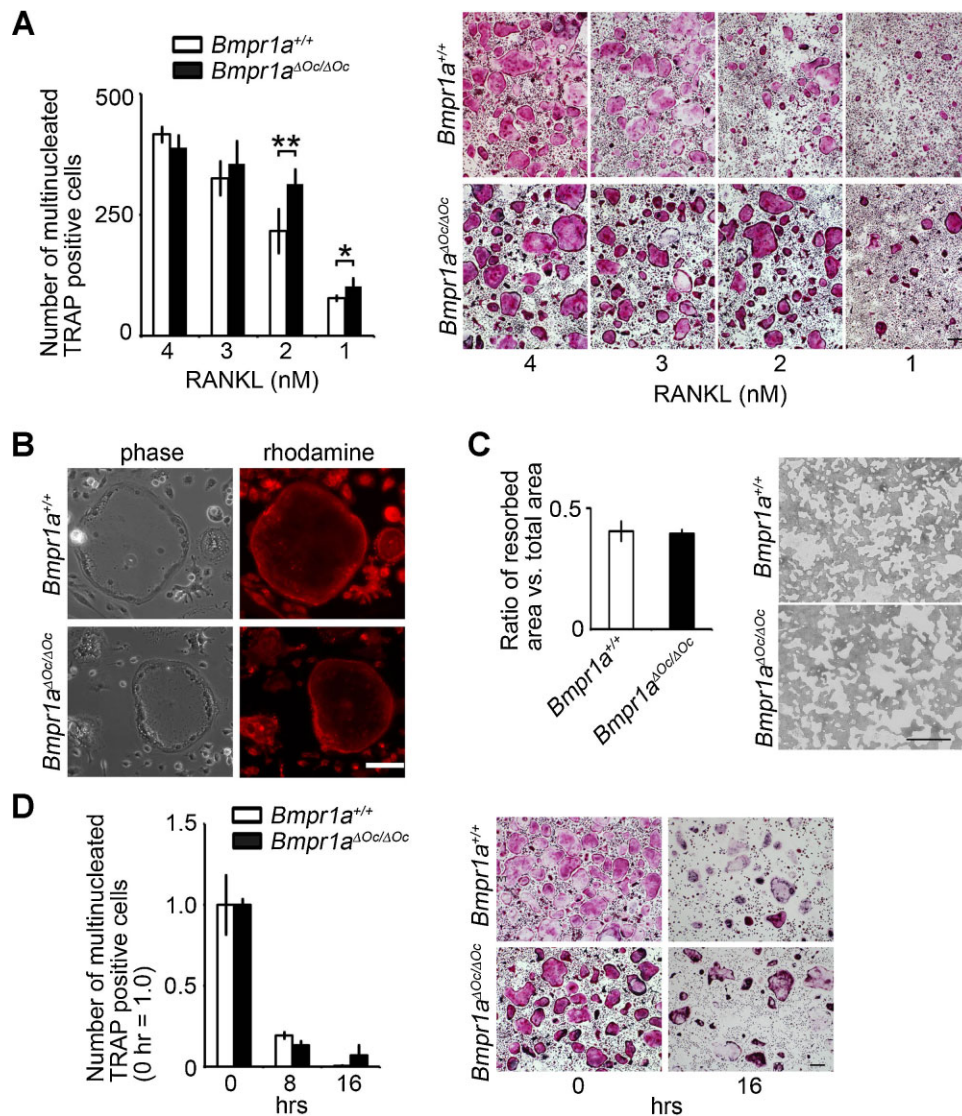 A
Bmpr1a+/+
Bmpr1aΔOc/ΔOc
Number of multinucleated
TRAP positive cells
500
250
0
**
*
4 3 2 1
RANKL (nM)
Bmpr1a+/+
Bmpr1aΔOc/ΔOc
4 3 2 1
RANKL (nM)
B
phase rhodamine
Bmpr1a+/+
Bmpr1aΔOc/ΔOc
C
Ratio of resorbed
area vs. total area
0.5
0
Bmpr1a+/+
Bmpr1aΔOc/ΔOc
Bmpr1a+/+
Bmpr1aΔOc/ΔOc
D
Bmpr1a+/+
Bmpr1aΔOc/ΔOc
Number of multinucleated
TRAP positive cells
(0 hr = 1.0)
1.5
1.0
0.5
0
0 8 16
hrs
Bmpr1a+/+
Bmpr1aΔOc/ΔOc
0 16
hrs